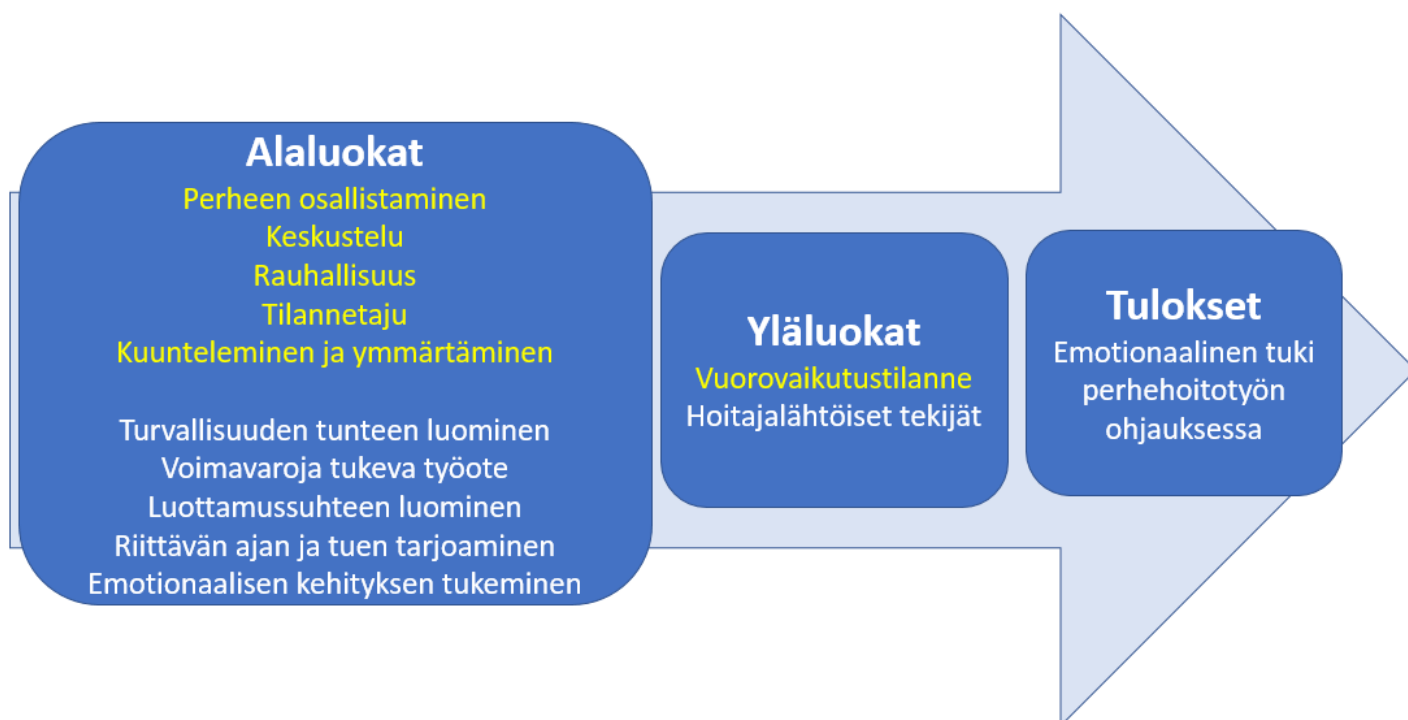 Alaluokat
Perheen osallistaminen
Keskustelu
Rauhallisuus
Tilannetaju
Kuunteleminen ja ymmärtäminen
Turvallisuuden tunteen luominen
Voimavaroja tukeva työote
Luottamussuhteen luominen
Riittävän ajan ja tuen tarjoaminen
Emotionaalisen kehityksen tukeminen
Yläluokat
Vuorovaikutustilanne
Hoitajalähtöiset tekijät
Tulokset
Emotionaalinen tuki
perhehoitotyön
ohjauksessa